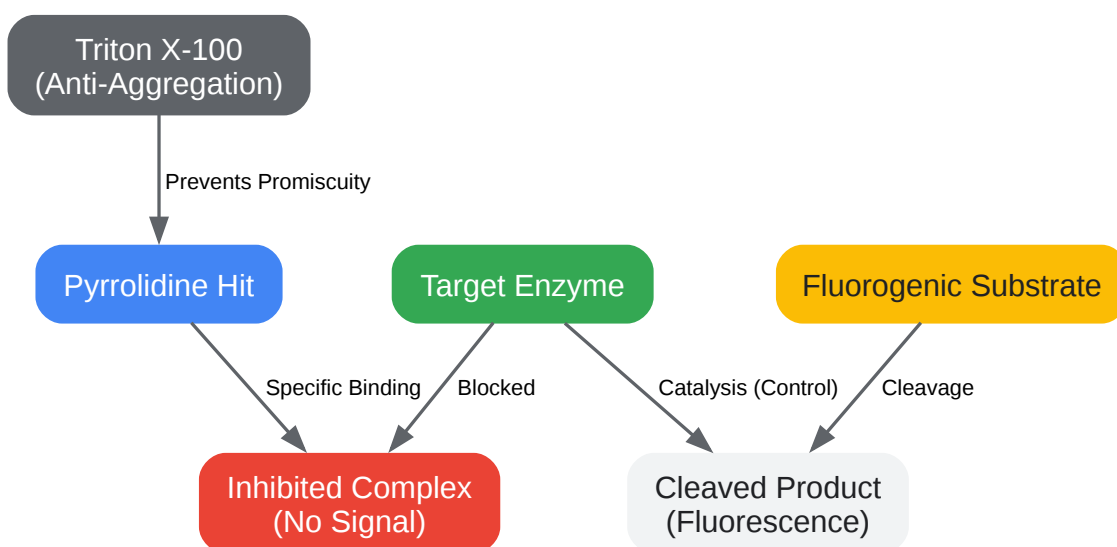 Triton X-100
(Anti-Aggregation)
Prevents Promiscuity
Pyrrolidine Hit
Target Enzyme
Fluorogenic Substrate
Specific Binding
Blocked
Catalysis (Control)
Cleavage
Inhibited Complex
(No Signal)
Cleaved Product
(Fluorescence)